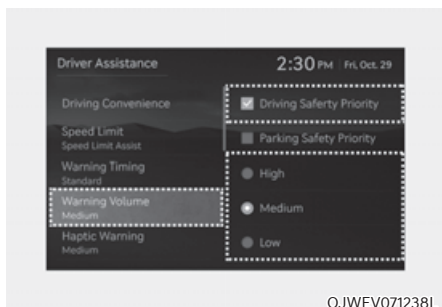 Driver Assistance
2:30 PM Fri, Oct. 29
Driving Convenience
Speed Limit
Speed Limit Assist
Warning Timing
Standard
Warning Volume
Medium
Haptic Warning
Medium
Driving Saferty Priority
Parking Safety Priority
High
Medium
Low
OJWEV071238L